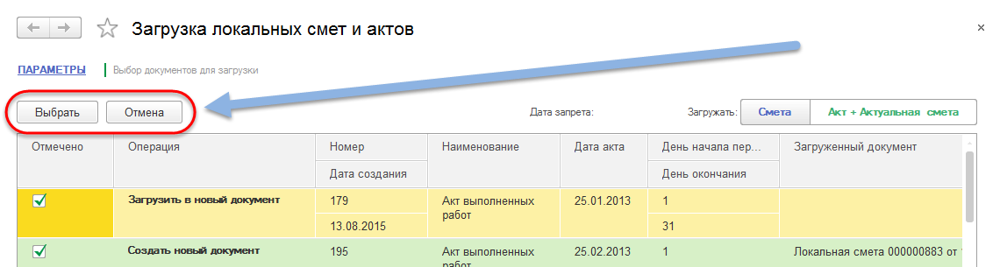 Загрузка локальных смет и актов
ПАРАМЕТРЫ Выбор документов для загрузки
Выбрать Отмена Дата запрета: Загружать: Смета Акт + Актуальная смета
Отмечено Операция Номер Наименование Дата акта День начала пер... Загруженный документ
Дата создания День окончания
Загрузить в новый документ 179 Акт выполненных работ 25.01.2013 1
13.08.2015 31
Создать новый документ 195 Акт выполненных работ 25.02.2013 1 Локальная смета 000000883 от